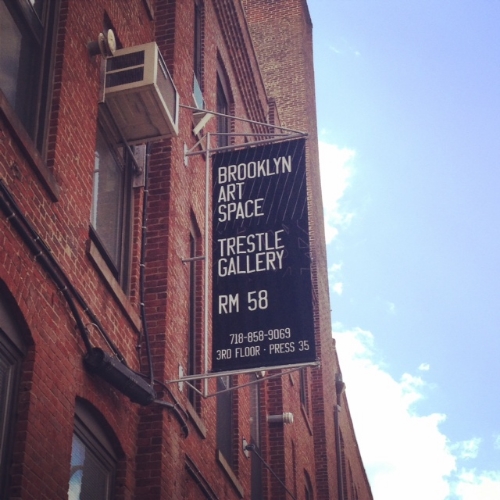 BROOKLYN
ART
SPACE
TRESTLE
GALLERY
RM 58
718-858-9069
3RD FLOOR · PRESS 35